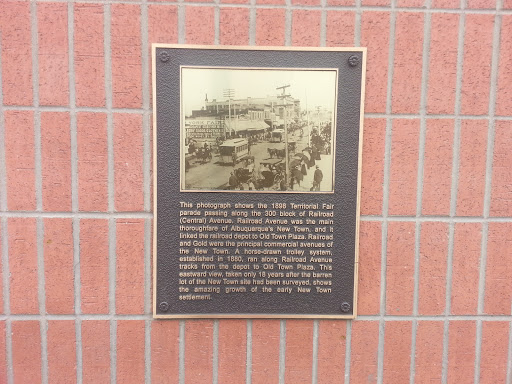 This photograph shows the 1898 Territorial Fair
parade passing along the 300 block of Railroad
(Central) Avenue. Railroad Avenue was the main
thoroughfare of Albuquerque's New Town, and it
linked the railroad depot to Old Town Plaza. Railroad
and Gold were the principal commercial avenues of
the New Town. A horse-drawn trolley system,
established in 1880, ran along Railroad Avenue
tracks from the depot to Old Town Plaza. This
eastward view, taken only 18 years after the barren
lot of the New Town site had been surveyed, shows
the amazing growth of the early New Town
settlement.